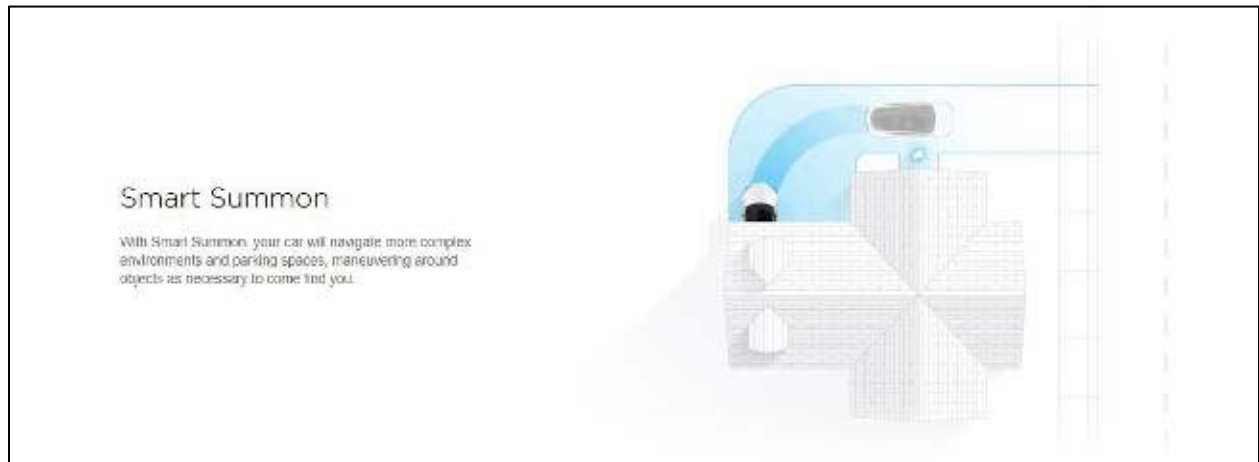 Smart Summon
With Smart Summon, your car will navigate more complex
environments and parking spaces, maneuvering around
objects as necessary to come find you.